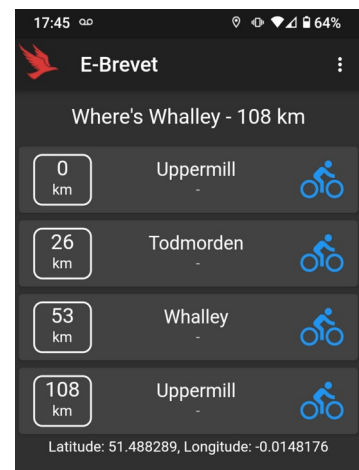 17:45 64%
E-Brevet
Where's Whalley - 108 km
0
km
Uppermill
-
26
km
Todmorden
-
53
km
Whalley
-
108
km
Uppermill
-
Latitude: 51.488289, Longitude: -0.0148176